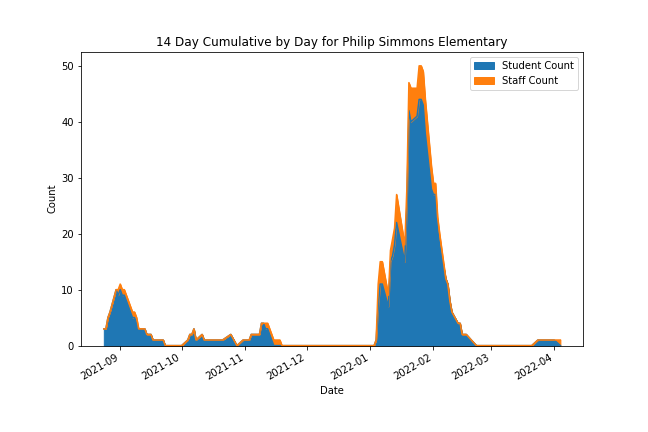 14 Day Cumulative by Day for Philip Simmons Elementary
Student Count
Staff Count
Count
50
40
30
20
10
0
2021-09
2021-10
2021-11
2021-12
2022-01
2022-02
2022-03
2022-04
Date